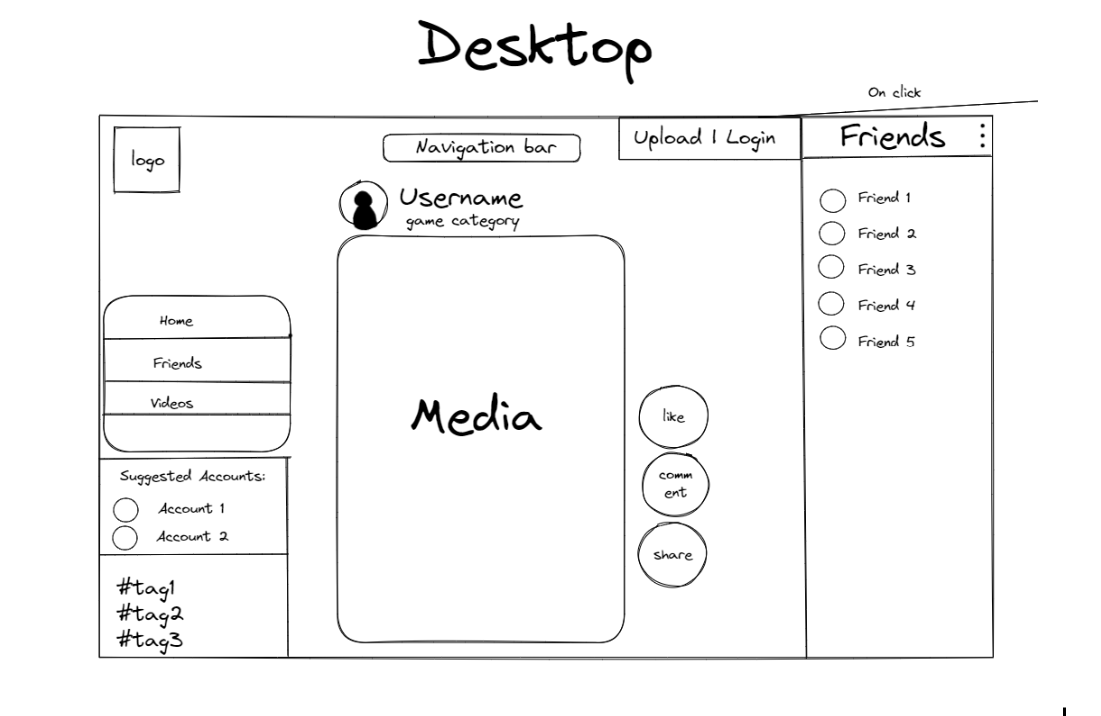 Desktop
On click
logo
Navigation bar
Upload | Login
Friends
Username
game category
Friend 1
Friend 2
Friend 3
Friend 4
Friend 5
Home
Friends
Videos
Media
like
comm
ent
share
Suggested Accounts:
Account 1
Account 2
#tag1
#tag2
#tag3